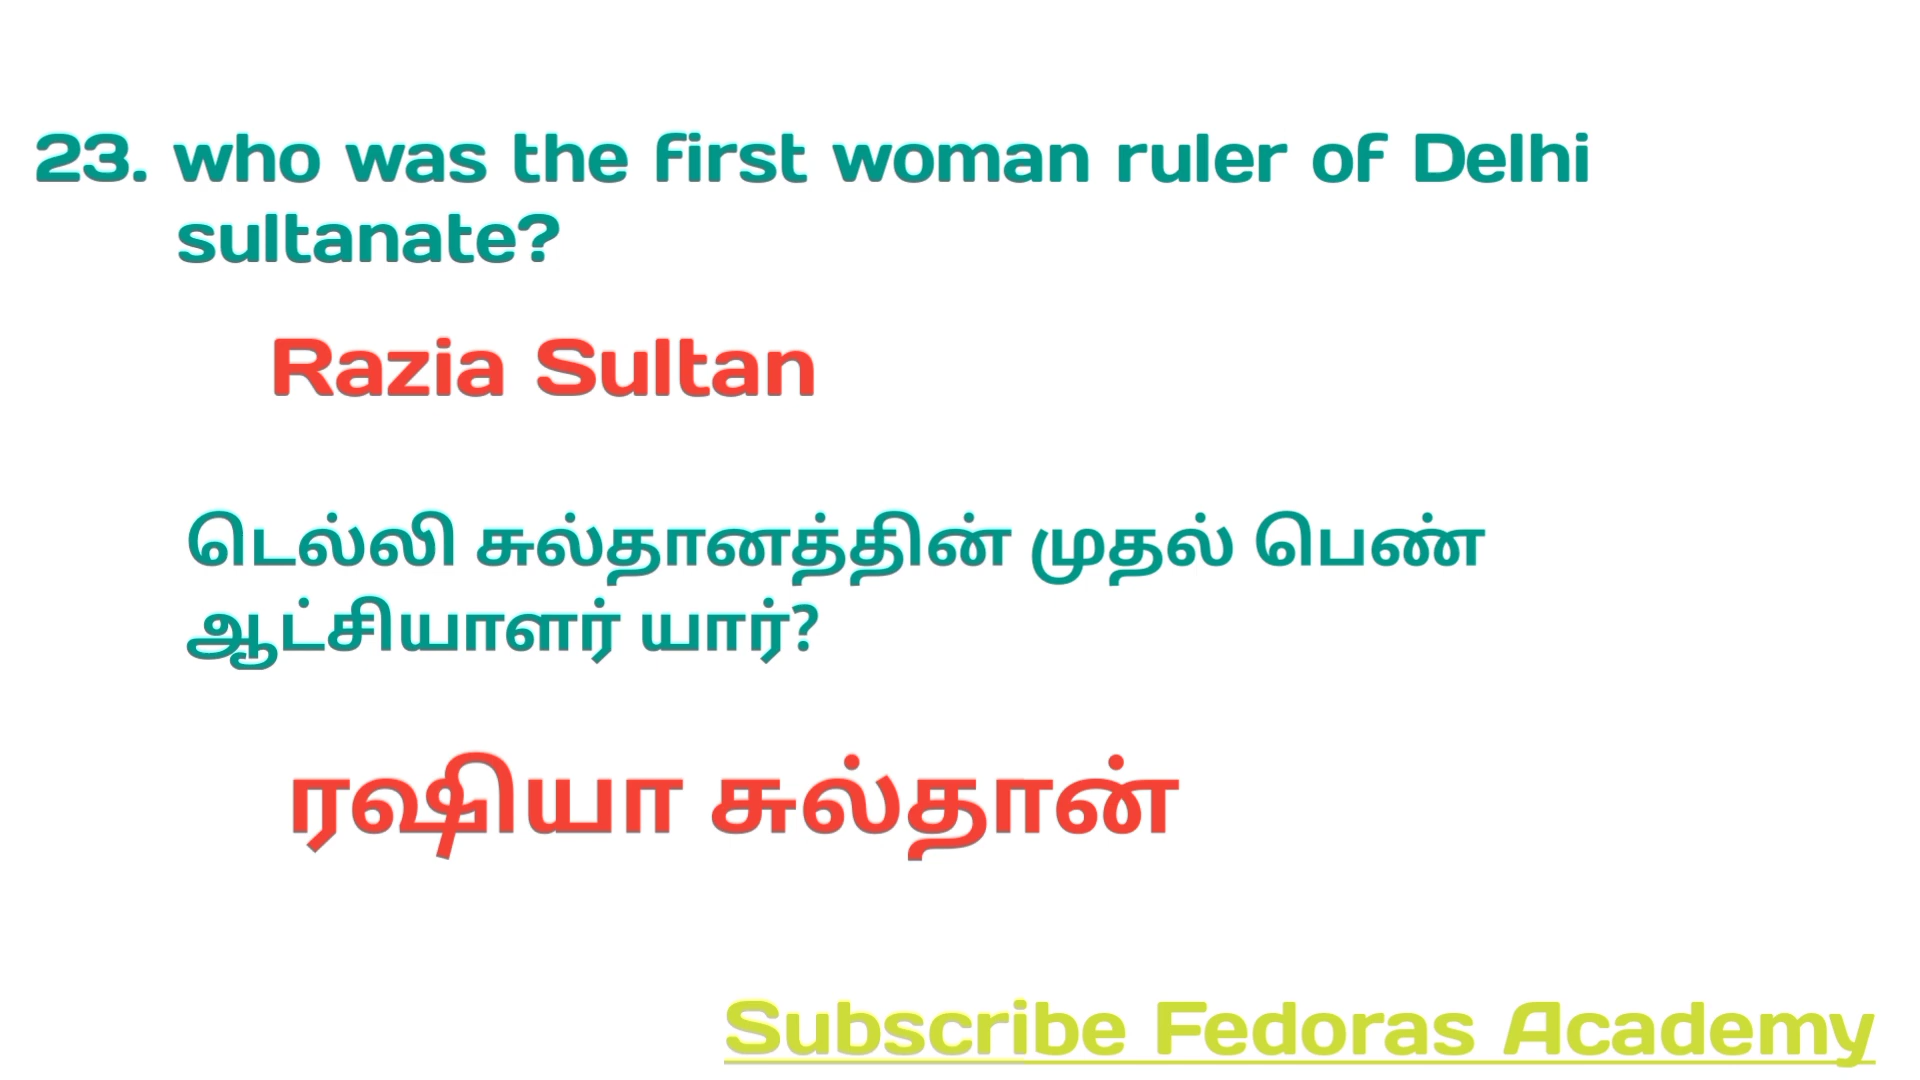 23. who was the first woman ruler of Delhi
sultanate?
Razia Sultan
டெல்லி சுல்தானத்தின் முதல் பெண்
ஆட்சியாளர் யார்?
ரஷியா சுல்தான்
Subscribe Fedoras Academy